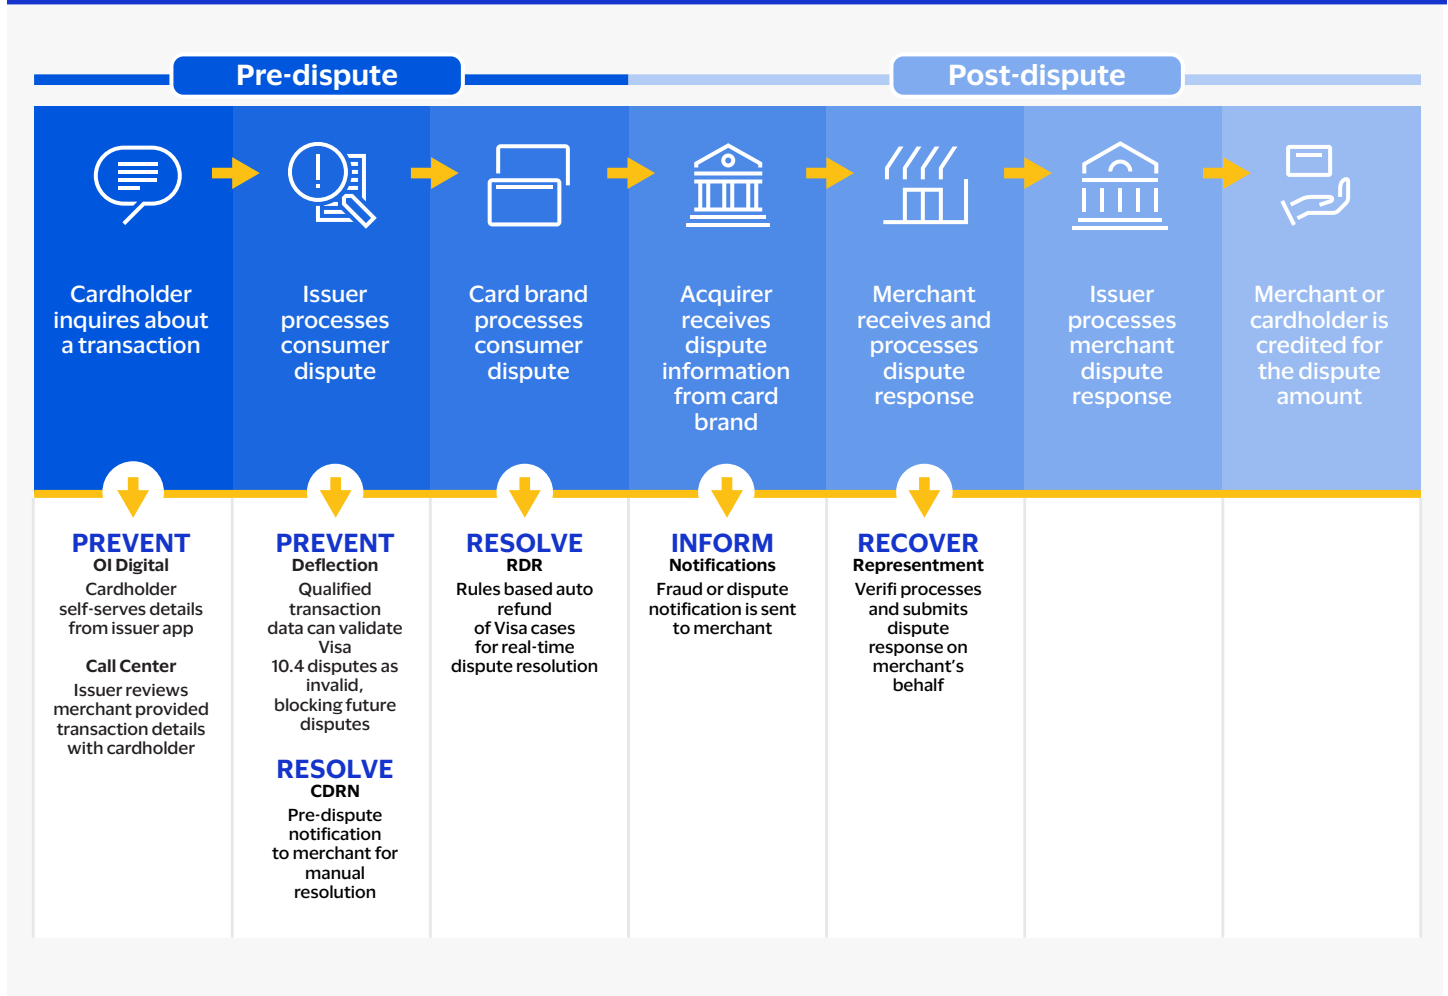 Pre-dispute
Post-dispute
Cardholder
inquires about
a transaction
Issuer
processes
consumer
dispute
Card brand
processes
consumer
dispute
Acquirer
receives
dispute
information
from card
brand
Merchant
receives and
processes
dispute
response
Issuer
processes
merchant
dispute
response
Merchant or
cardholder is
credited for
the dispute
amount
PREVENT
OI Digital
Cardholder
self-serves details
from issuer app
Call Center
Issuer reviews
merchant provided
transaction details
with cardholder
PREVENT
Deflection
Qualified
transaction
data can validate
Visa
10.4 disputes as
invalid,
blocking future
disputes
RESOLVE
CDRN
Pre-dispute
notification
to merchant for
manual
resolution
RESOLVE
RDR
Rules based auto
refund
of Visa cases
for real-time
dispute resolution
INFORM
Notifications
Fraud or dispute
notification is sent
to merchant
RECOVER
Representment
Verifi processes
and submits
dispute
response on
merchant's
behalf